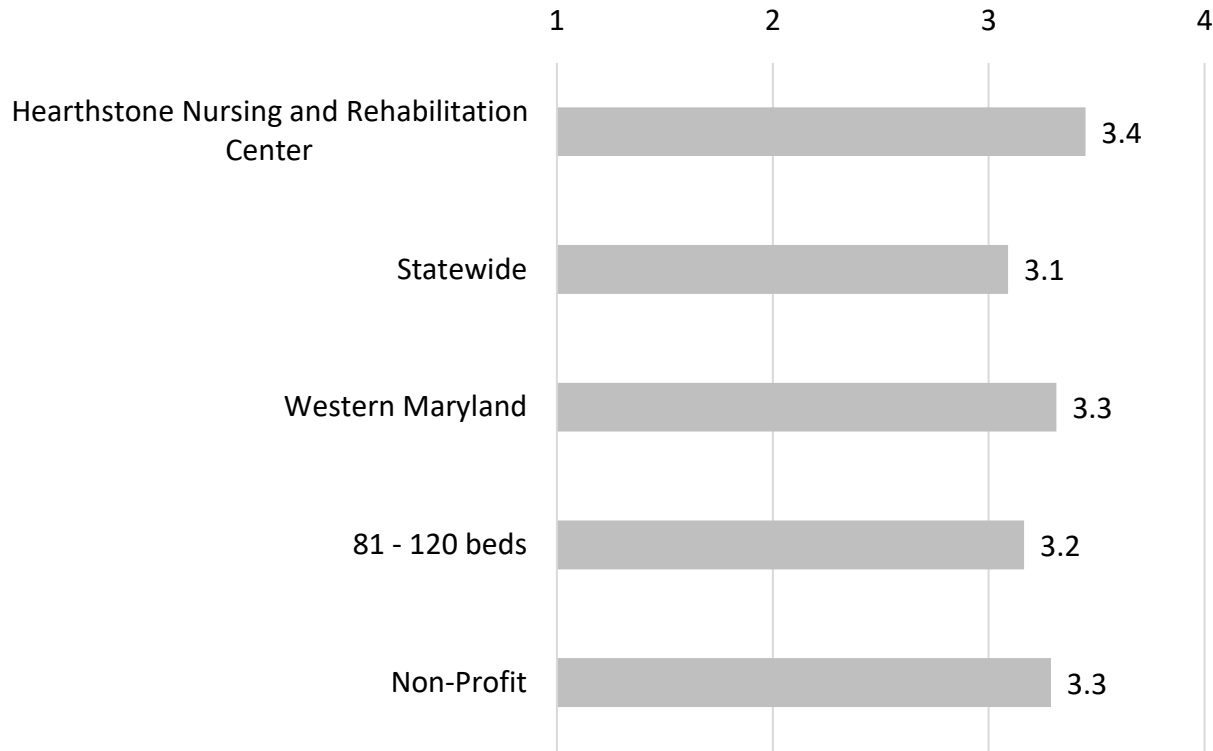 1 2 3 4
Hearthstone Nursing and Rehabilitation
Center
3.4
Statewide
3.1
Western Maryland
3.3
81 - 120 beds
3.2
Non-Profit
3.3